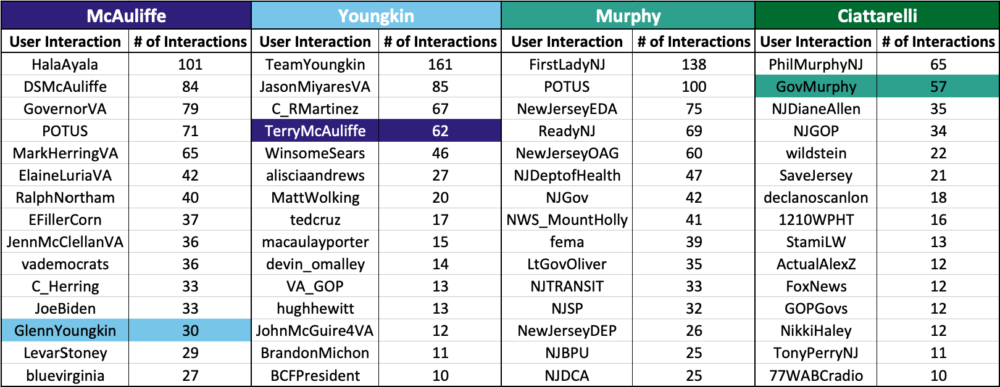 McAuliffe Youngkin Murphy Ciattarelli
User Interaction # of Interactions User Interaction # of Interactions User Interaction # of Interactions User Interaction # of Interactions
HalaAyala 101 TeamYoungkin 161 FirstLadyNJ 138 PhilMurphyNJ 65
DSMcAuliffe 84 JasonMiyaresVA 85 POTUS 100 GovMurphy 57
GovernorVA 79 C_RMartinez 67 NewJerseyEDA 75 NJDianeAllen 35
POTUS 71 TerryMcAuliffe 62 ReadyNJ 69 NJGOP 34
MarkHerringVA 65 WinsomeSears 46 NewJerseyOAG 60 wildstein 22
ElaineLuriaVA 42 alisciaandrews 27 NJDeptofHealth 47 SaveJersey 21
RalphNortham 40 MattWolking 20 NJGov 42 declanoscanlon 18
EFillerCorn 37 tedcruz 17 NWS_MountHolly 41 1210WPHT 16
JennMcClellanVA 36 macaulayporter 15 fema 39 StamiLW 13
vademocrats 36 devin_omalley 14 LtGovOliver 35 ActualAlexZ 12
C_Herring 33 VA_GOP 13 NJTRANSIT 33 FoxNews 12
JoeBiden 33 hughhewitt 13 NJSP 32 GOPGovs 12
GlennYoungkin 30 JohnMcGuire4VA 12 NewJerseyDEP 26 NikkiHaley 12
LevarStoney 29 BrandonMichon 11 NJBPU 25 TonyPerryNJ 11
bluevirginia 27 BCFPresident 10 NJDCA 25 77WABCradio 10